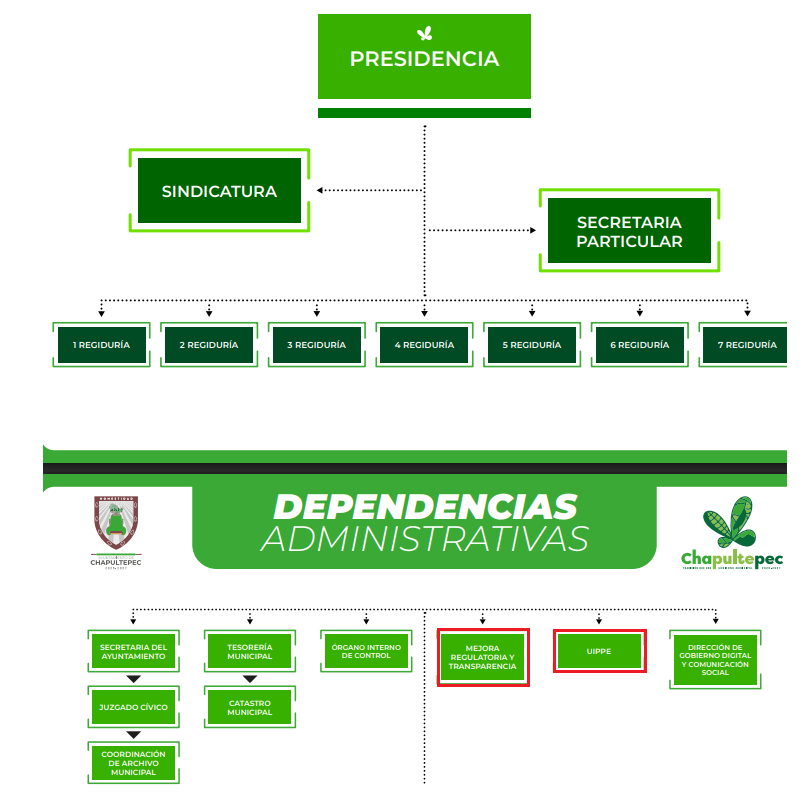 PRESIDENCIA
SINDICATURA
SECRETARIA
PARTICULAR
1 REGIDURÍA
2 REGIDURÍA
3 REGIDURÍA
4 REGIDURÍA
5 REGIDURÍA
6 REGIDURÍA
7 REGIDURÍA
DEPENDENCIAS
ADMINISTRATIVAS
HONESTIDAD
CHAPULTEPEC
Chapultepec
SECRETARIA DEL
AYUNTAMIENTO
TESORERÍA
MUNICIPAL
ÓRGANO INTERNO
DE CONTROL
MEJORA
REGULATORIA Y
TRANSPARENCIA
UIPPE
DIRECCIÓN DE
GOBIERNO DIGITAL
Y COMUNICACIÓN
SOCIAL
JUZGADO CÍVICO
CATASTRO
MUNICIPAL
COORDINACIÓN
DE ARCHIVO
MUNICIPAL